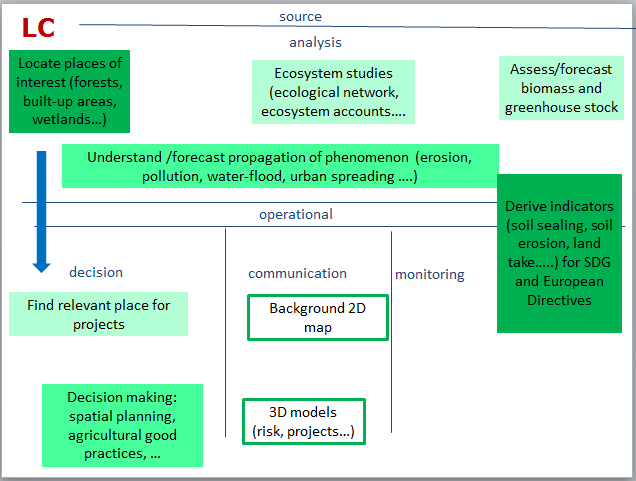 LC
source
analysis
Locate places of
interest (forests,
built-up areas,
wetlands...)
Ecosystem studies
(ecological network,
ecosystem accounts....
Assess/forecast
biomass and
greenhouse stock
Understand /forecast propagation of phenomenon (erosion,
pollution, water-flood, urban spreading ....)
Derive indicators
(soil sealing, soil
erosion, land
take.....) for SDG
and European
Directives
operational
decision
communication
monitoring
Find relevant place for
projects
Background 2D
map
Decision making:
spatial planning,
agricultural good
practices, ...
3D models
(risk, projects...)